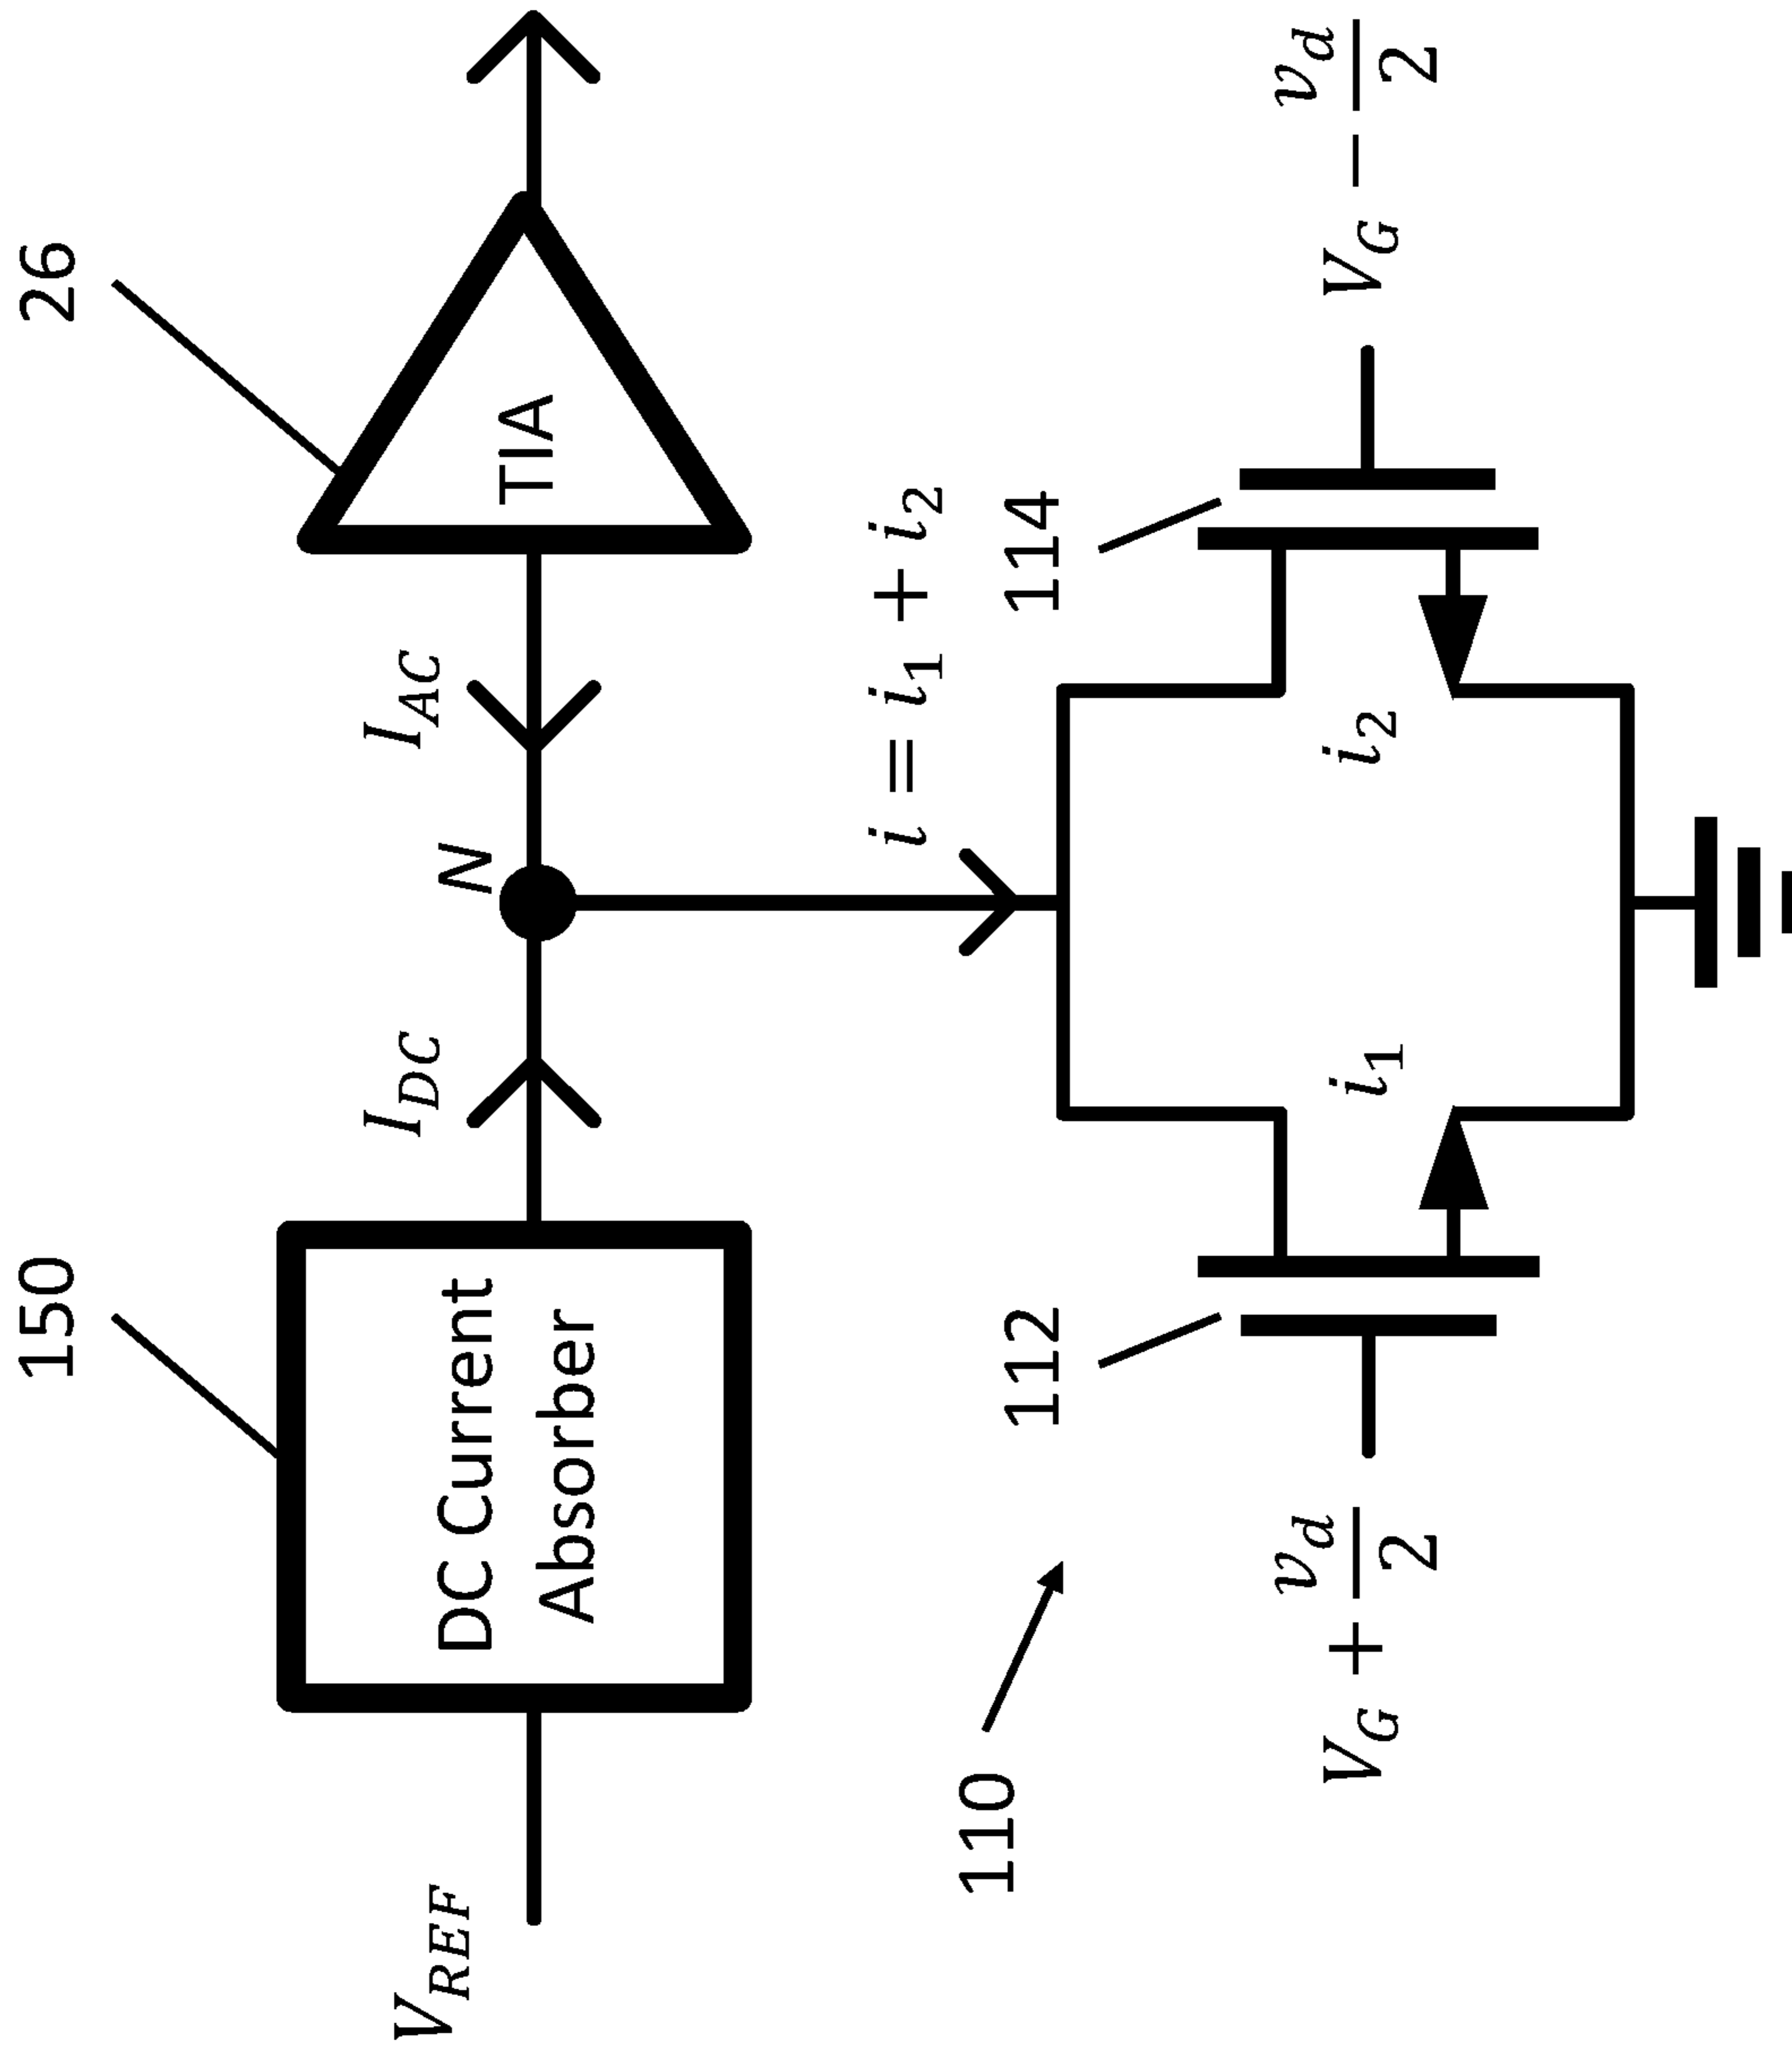 150
26
V_REF
DC Current
Absorber
I_DC
N
I_AC
TIA
i = i_1 + i_2
110
112
114
V_G + v_d/2
i_1
i_2
V_G − v_d/2